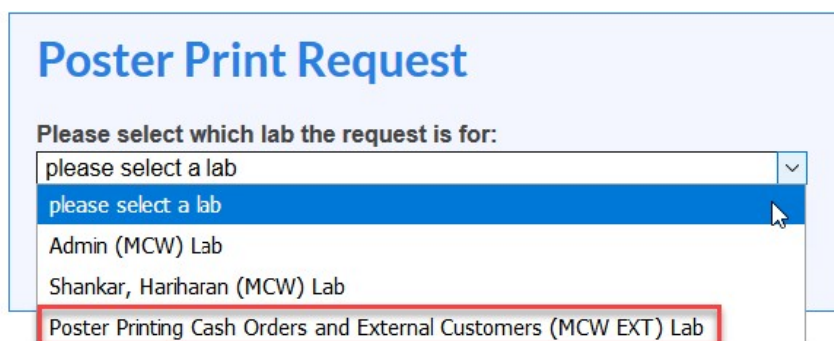 Poster Print Request
Please select which lab the request is for:
please select a lab
please select a lab
Admin (MCW) Lab
Shankar, Hariharan (MCW) Lab
Poster Printing Cash Orders and External Customers (MCW EXT) Lab